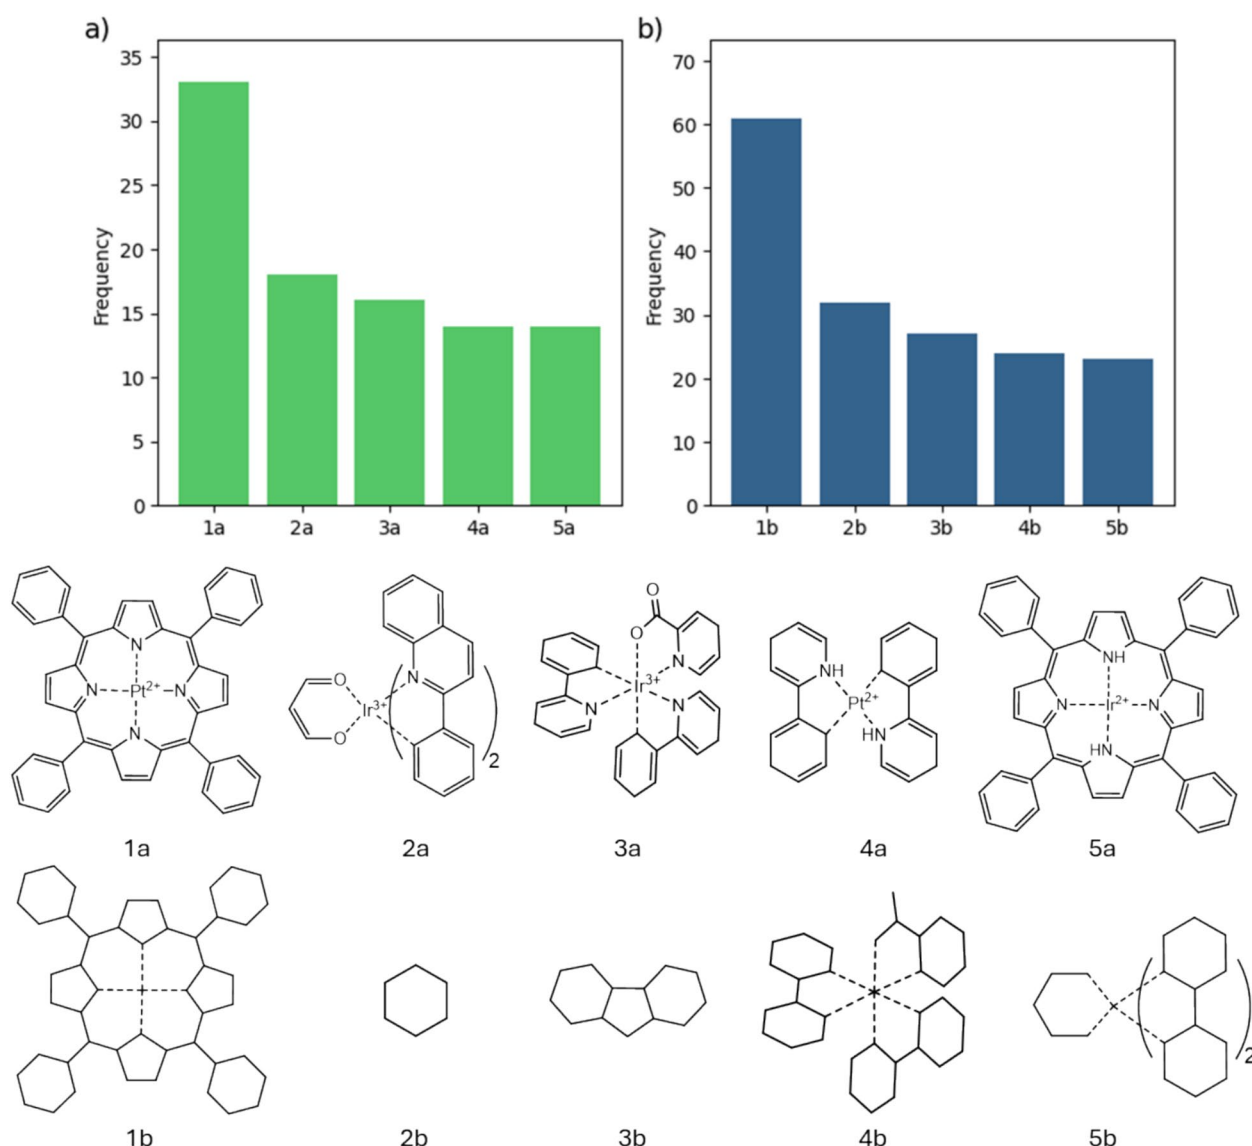 a)
Frequency
35
30
25
20
15
10
5
0
1a 2a 3a 4a 5a
b)
Frequency
70
60
50
40
30
20
10
0
1b 2b 3b 4b 5b
N
N Pt2+ N
N
1a
O
O
Ir3+
N
2
2a
O
O
N
Ir3+
N
N
3a
NH
Pt2+
HN
4a
NH
N Ir2+ N
HN
5a
1b
2b
3b
4b
2
5b